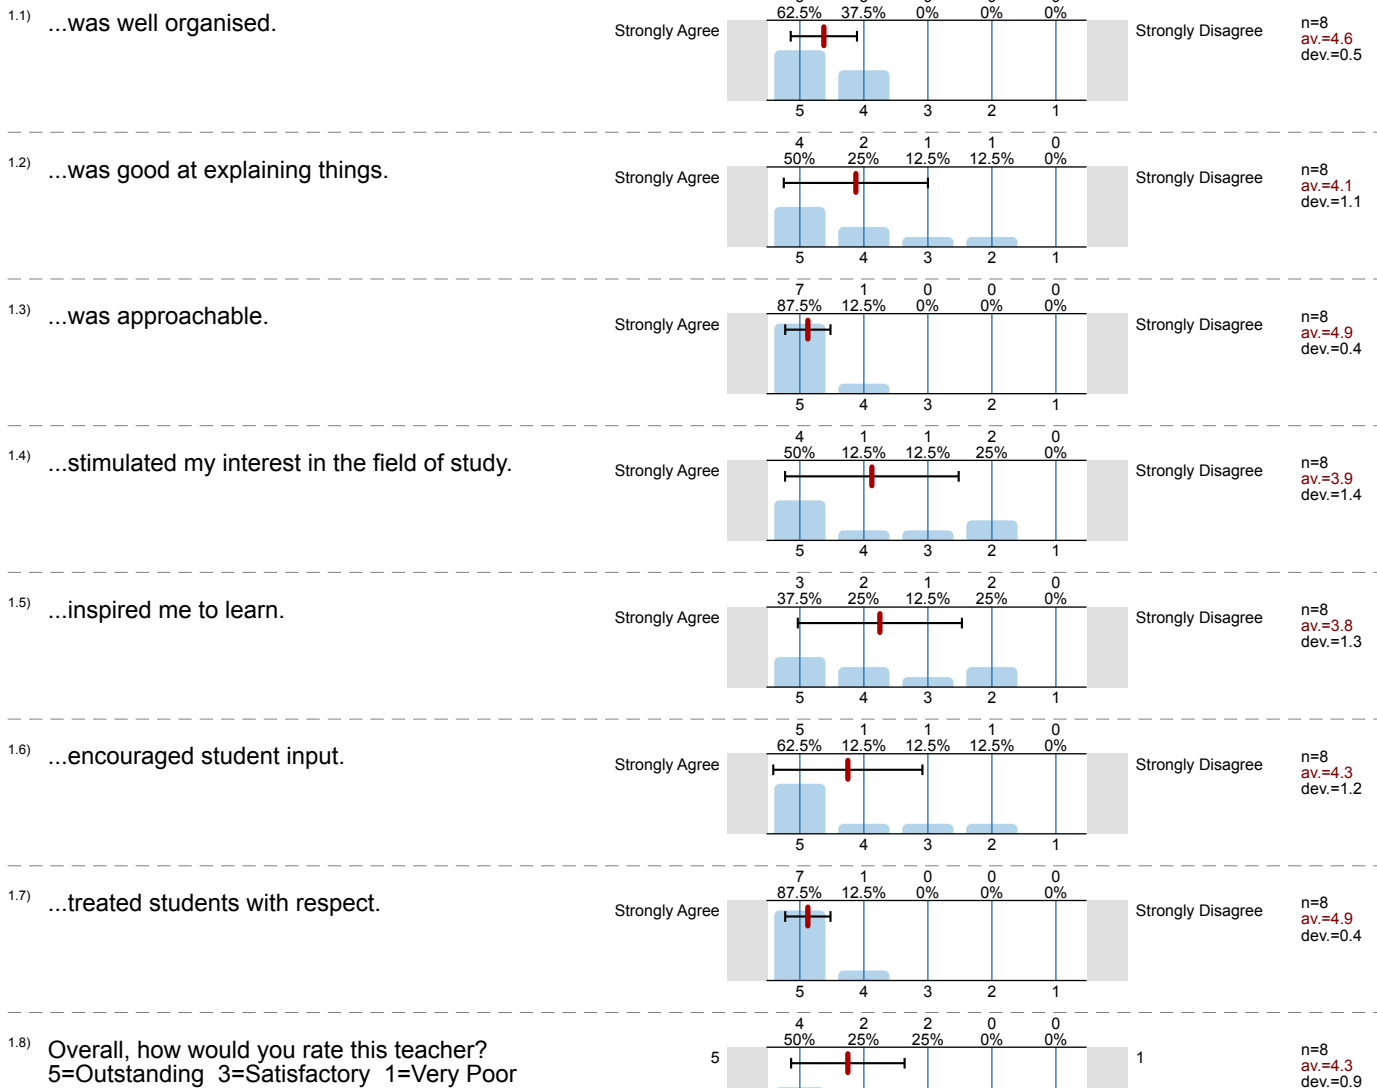 1.1) ...was well organised.
Strongly Agree
62.5% 37.5% 0% 0% 0%
5 4 3 2 1
Strongly Disagree
n=8
av.=4.6
dev.=0.5
1.2) ...was good at explaining things.
Strongly Agree
4 2 1 1 0
50% 25% 12.5% 12.5% 0%
5 4 3 2 1
Strongly Disagree
n=8
av.=4.1
dev.=1.1
1.3) ...was approachable.
Strongly Agree
7 1 0 0 0
87.5% 12.5% 0% 0% 0%
5 4 3 2 1
Strongly Disagree
n=8
av.=4.9
dev.=0.4
1.4) ...stimulated my interest in the field of study.
Strongly Agree
4 1 1 2 0
50% 12.5% 12.5% 25% 0%
5 4 3 2 1
Strongly Disagree
n=8
av.=3.9
dev.=1.4
1.5) ...inspired me to learn.
Strongly Agree
3 2 1 2 0
37.5% 25% 12.5% 25% 0%
5 4 3 2 1
Strongly Disagree
n=8
av.=3.8
dev.=1.3
1.6) ...encouraged student input.
Strongly Agree
5 1 1 1 0
62.5% 12.5% 12.5% 12.5% 0%
5 4 3 2 1
Strongly Disagree
n=8
av.=4.3
dev.=1.2
1.7) ...treated students with respect.
Strongly Agree
7 1 0 0 0
87.5% 12.5% 0% 0% 0%
5 4 3 2 1
Strongly Disagree
n=8
av.=4.9
dev.=0.4
1.8) Overall, how would you rate this teacher?
5=Outstanding 3=Satisfactory 1=Very Poor
5
4 2 2 0 0
50% 25% 25% 0% 0%
1
n=8
av.=4.3
dev.=0.9